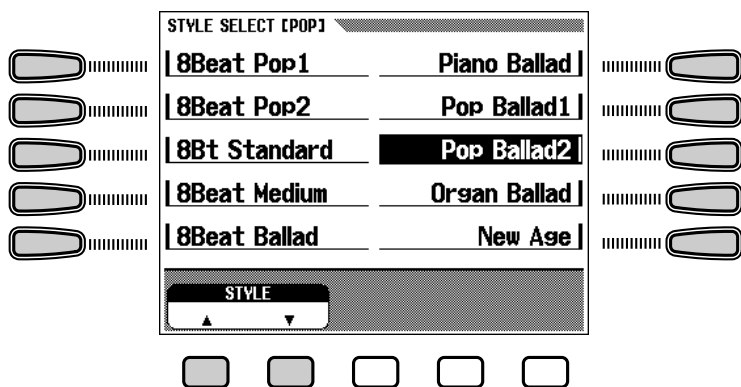 STYLE SELECT [POP]
8Beat Pop1
Piano Ballad
8Beat Pop2
Pop Ballad1
8Bt Standard
Pop Ballad2
8Beat Medium
Organ Ballad
8Beat Ballad
New Age
STYLE
▲ ▼